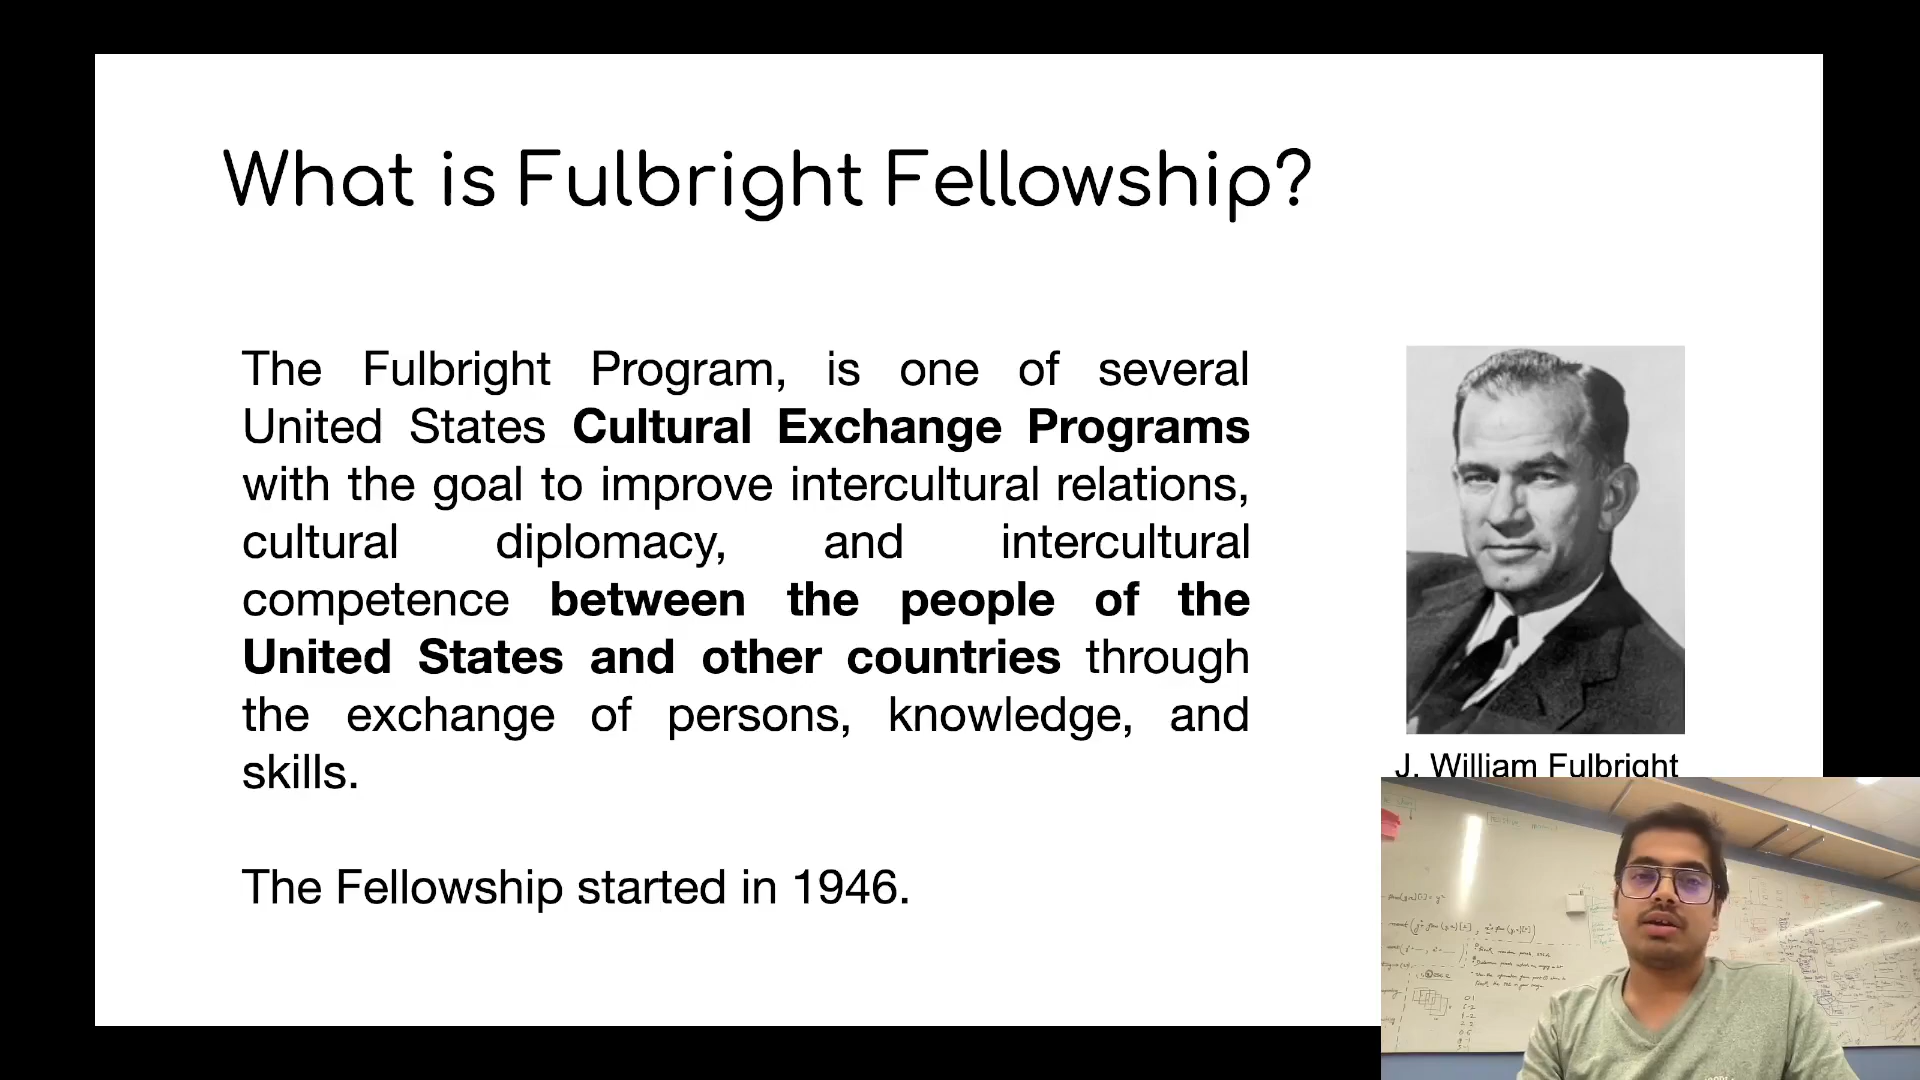 What is Fulbright Fellowship?
The Fulbright Program, is one of several
United States Cultural Exchange Programs
with the goal to improve intercultural relations,
cultural diplomacy, and intercultural
competence between the people of the
United States and other countries through
the exchange of persons, knowledge, and
skills.
The Fellowship started in 1946.
J. William Fulbright